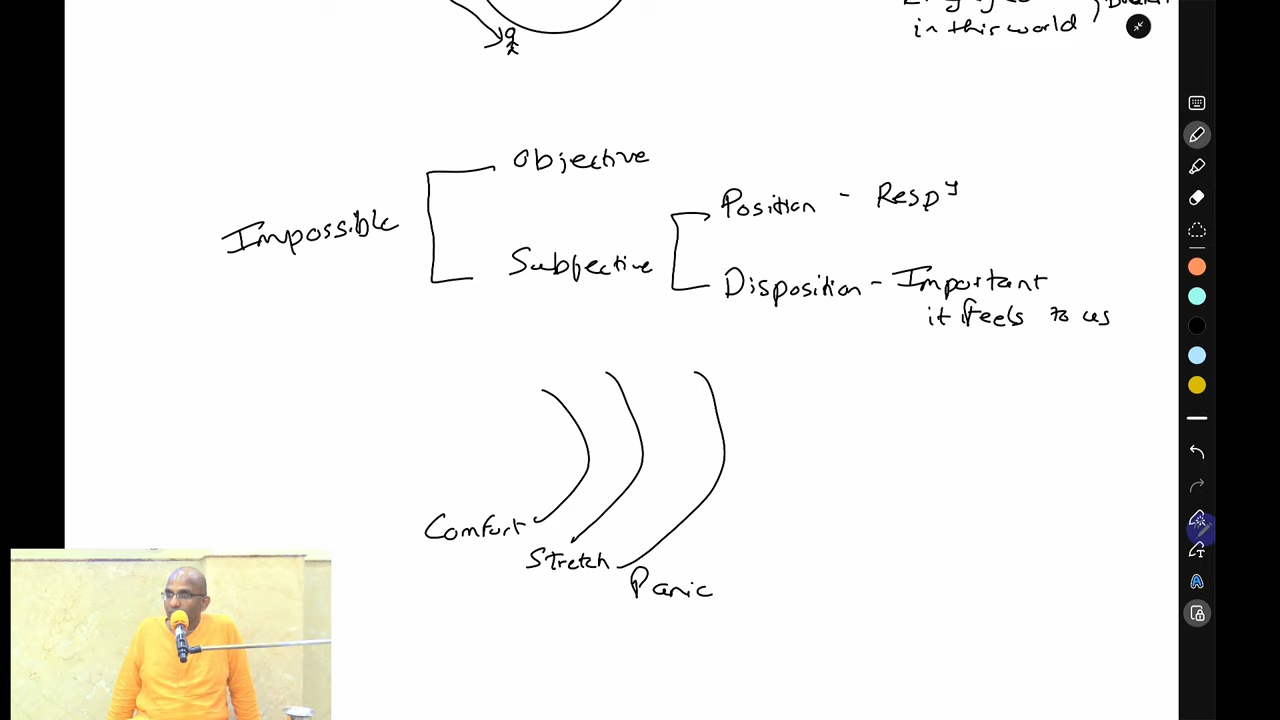 in this world
Objective
Impossible
Position - Resp y
Subjective
Disposition - Important
it feels to us
Comfort
Stretch
Panic